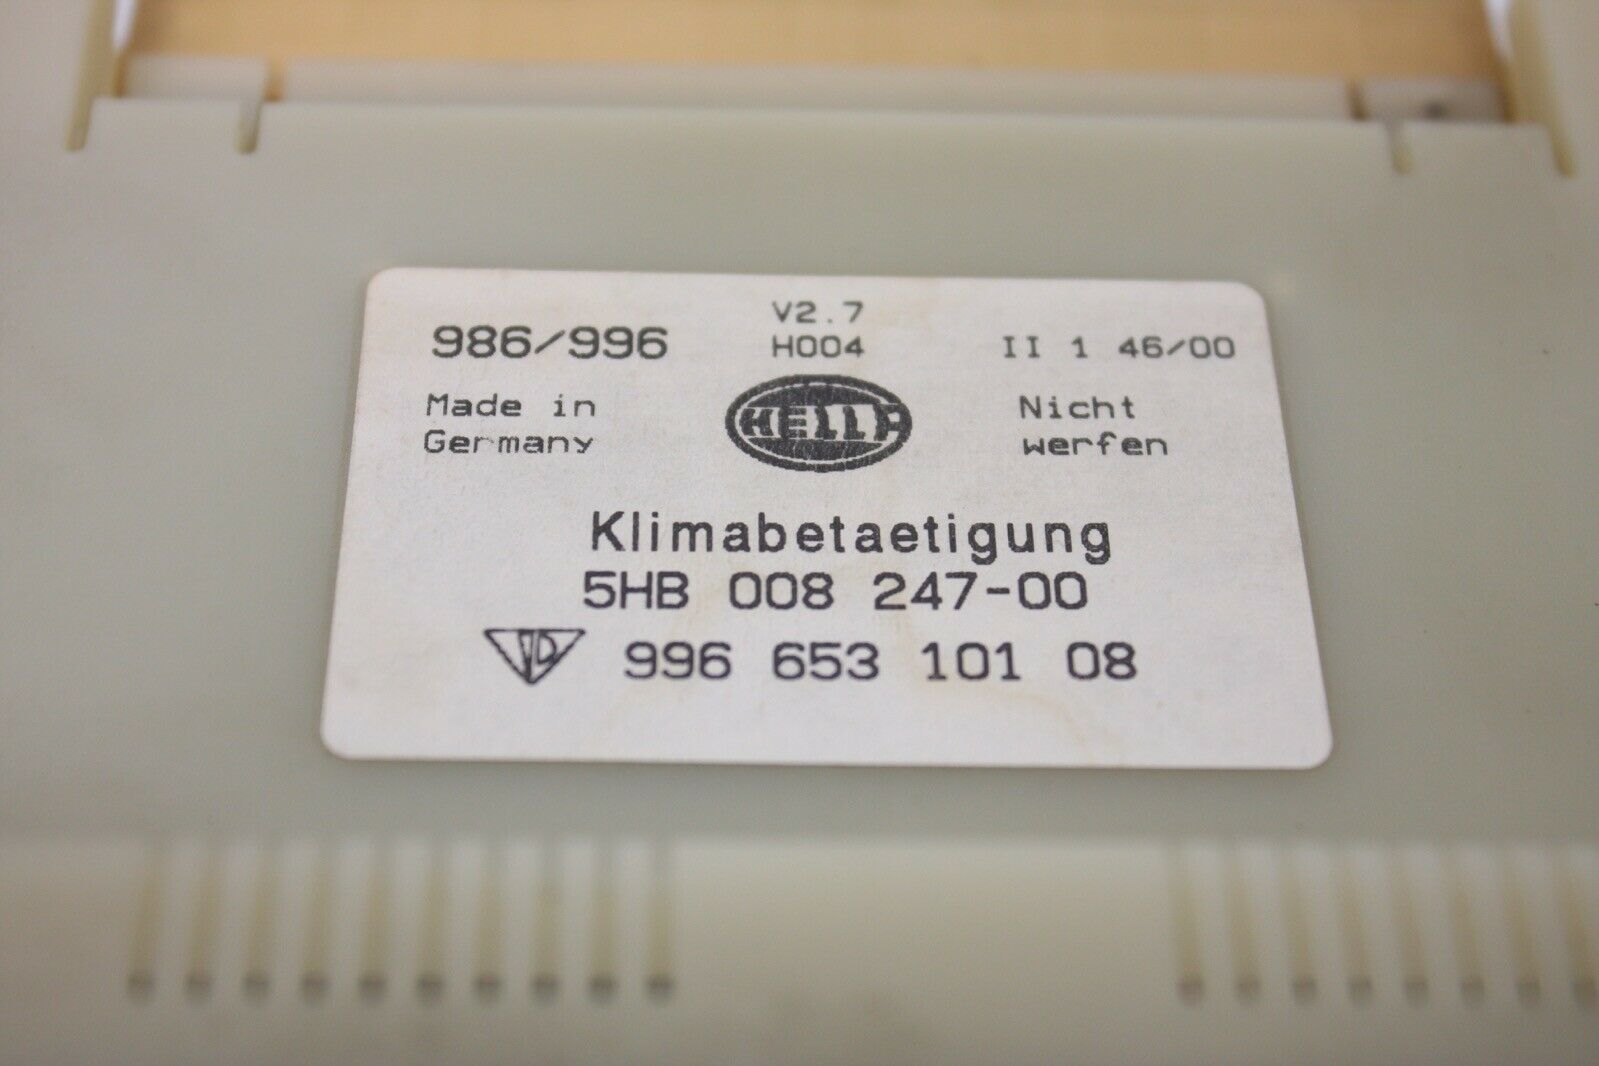 V2.7
986/996 H004 II 1 46/00
Made in Nicht
Germany HELLA werfen
Klimabetaetigung
5HB 008 247-00
996 653 101 08